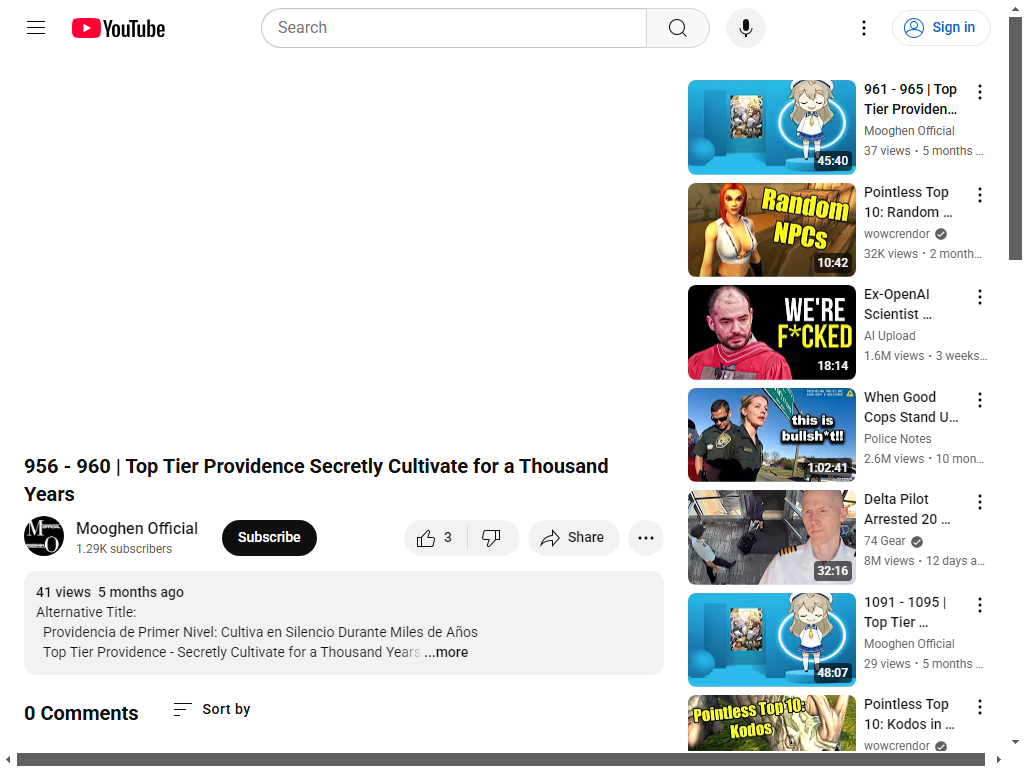 YouTube
Search
Sign in
956 - 960 | Top Tier Providence Secretly Cultivate for a Thousand
Years
Mooghen Official
1.29K subscribers
Subscribe
3
Share
41 views 5 months ago
Alternative Title:
Providencia de Primer Nivel: Cultiva en Silencio Durante Miles de Años
Top Tier Providence - Secretly Cultivate for a Thousand Years ...more
0 Comments
Sort by
961 - 965 | Top
Tier Providen...
Mooghen Official
37 views • 5 months ...
45:40
Random
NPCs
10:42
Pointless Top
10: Random ...
wowcrendor
32K views • 2 month...
WE'RE
F*CKED
18:14
Ex-OpenAI
Scientist ...
AI Upload
1.6M views • 3 weeks...
this is
bullsh*t!!
1:02:41
When Good
Cops Stand U...
Police Notes
2.6M views • 10 mon...
32:16
Delta Pilot
Arrested 20 ...
74 Gear
8M views • 12 days a...
48:07
1091 - 1095 |
Top Tier ...
Mooghen Official
29 views • 5 months ...
Pointless Top 10:
Kodos
Pointless Top
10: Kodos in ...
wowcrendor